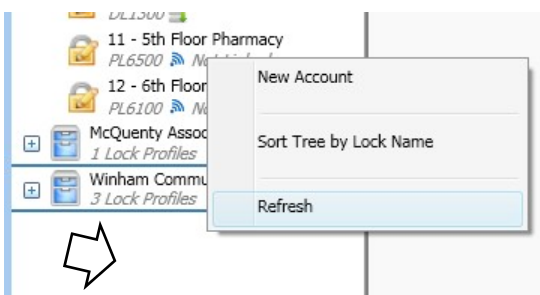 DL1300
11 - 5th Floor Pharmacy
PL6500
12 - 6th Floor
PL6100
McQuenty Assoc
1 Lock Profiles
Winham Commu
3 Lock Profiles
New Account
Sort Tree by Lock Name
Refresh